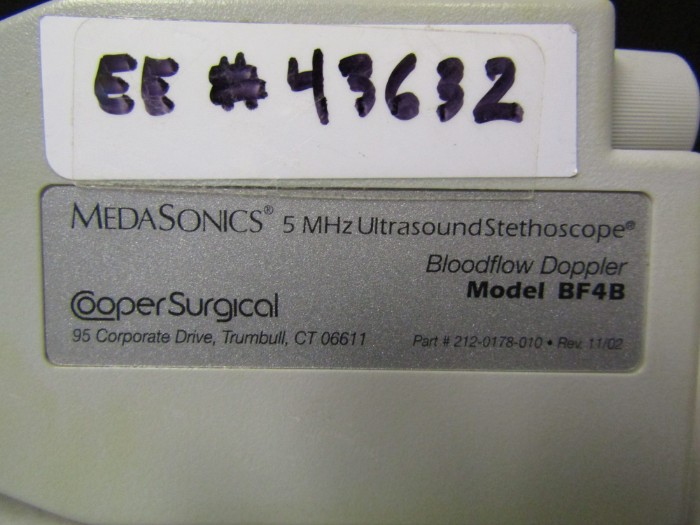 EE # 43632
MEDASONICS® 5 MHz UltrasoundStethoscope®
Bloodflow Doppler
Model BF4B
CooperSurgical
95 Corporate Drive, Trumbull, CT 06611
Part # 212-0178-010 • Rev. 11/02